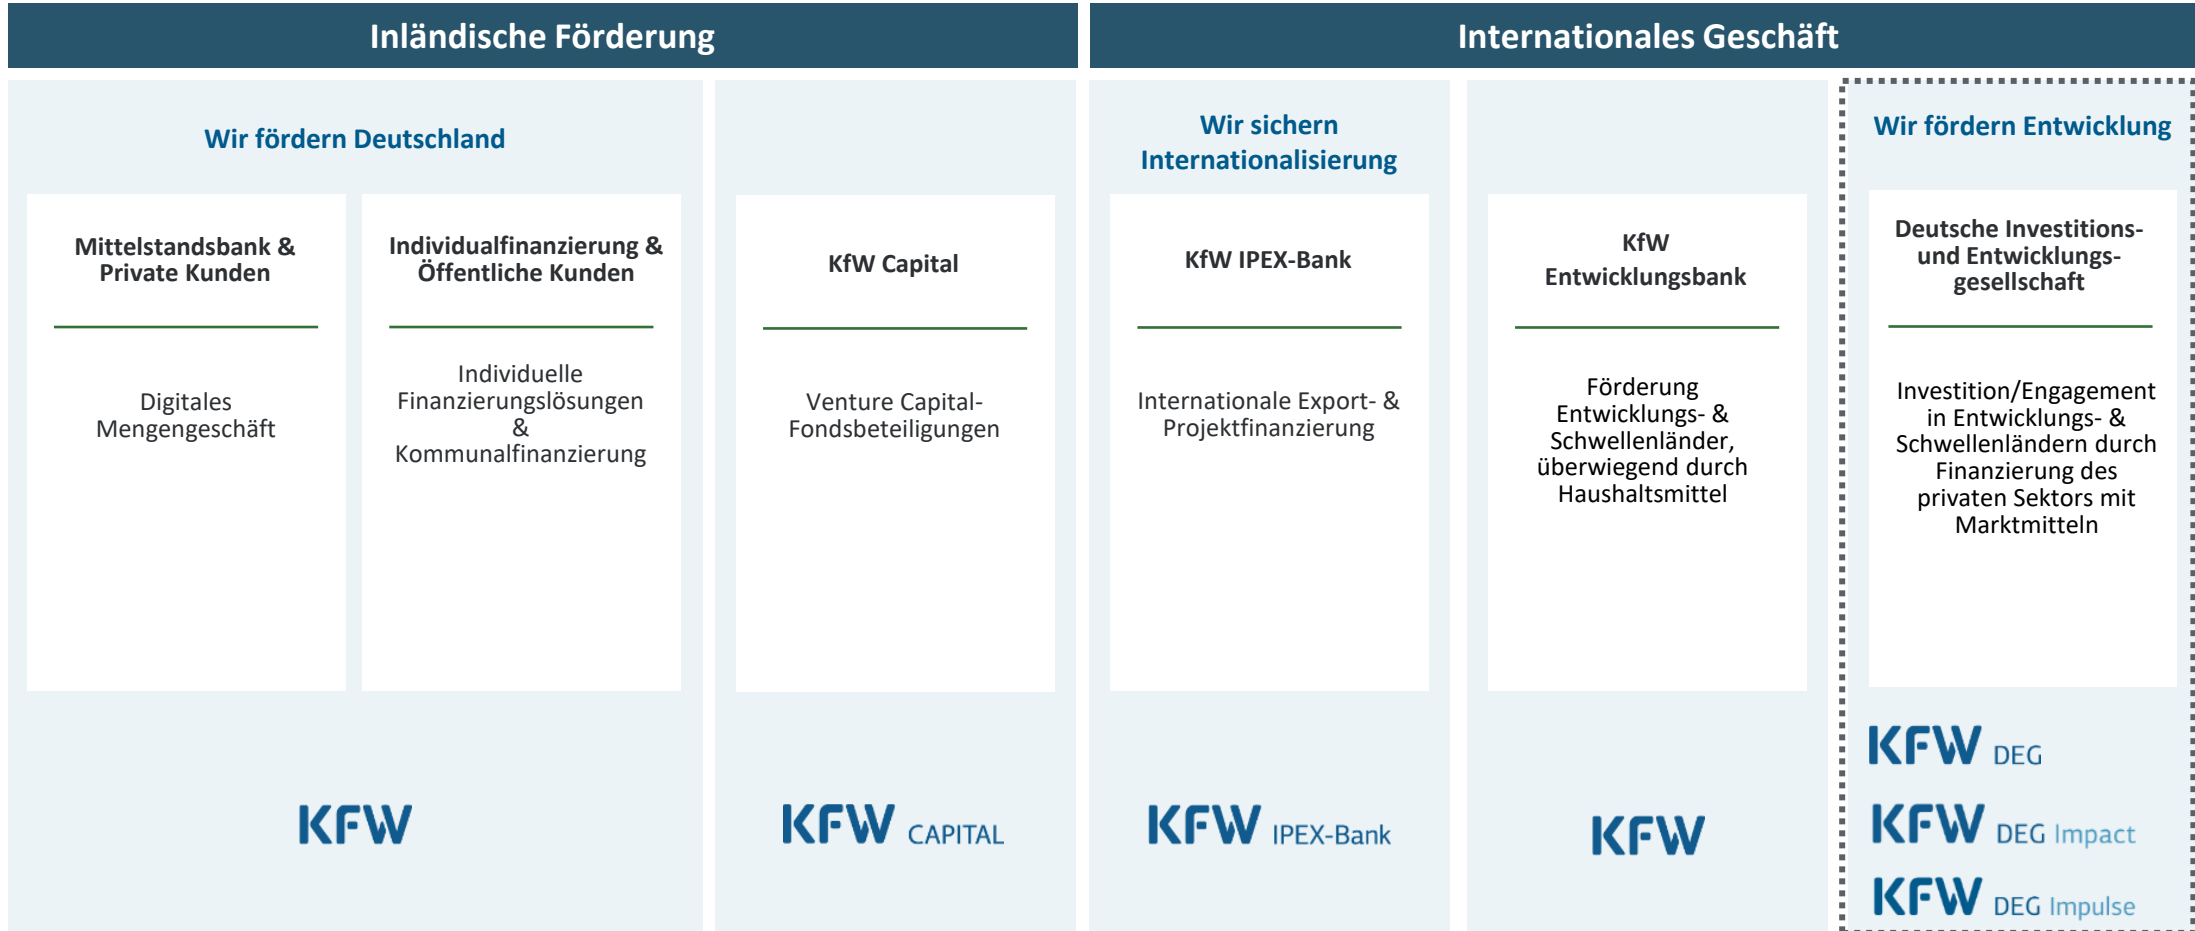 Inländische Förderung
Internationales Geschäft
Wir fördern Deutschland
Mittelstandsbank &
Private Kunden
Digitales
Mengengeschäft
Individualfinanzierung &
Öffentliche Kunden
Individuelle
Finanzierungslösungen
&
Kommunalfinanzierung
KFW
KfW Capital
Venture Capital-
Fondsbeteiligungen
KFW CAPITAL
Wir sichern
Internationalisierung
KfW IPEX-Bank
Internationale Export- &
Projektfinanzierung
KFW IPEX-Bank
KfW
Entwicklungsbank
Förderung
Entwicklungs- &
Schwellenländer,
überwiegend durch
Haushaltsmittel
KFW
Wir fördern Entwicklung
Deutsche Investitions-
und Entwicklungs-
gesellschaft
Investition/Engagement
in Entwicklungs- &
Schwellenländern durch
Finanzierung des
privaten Sektors mit
Marktmitteln
KFW DEG
KFW DEG Impact
KFW DEG Impulse